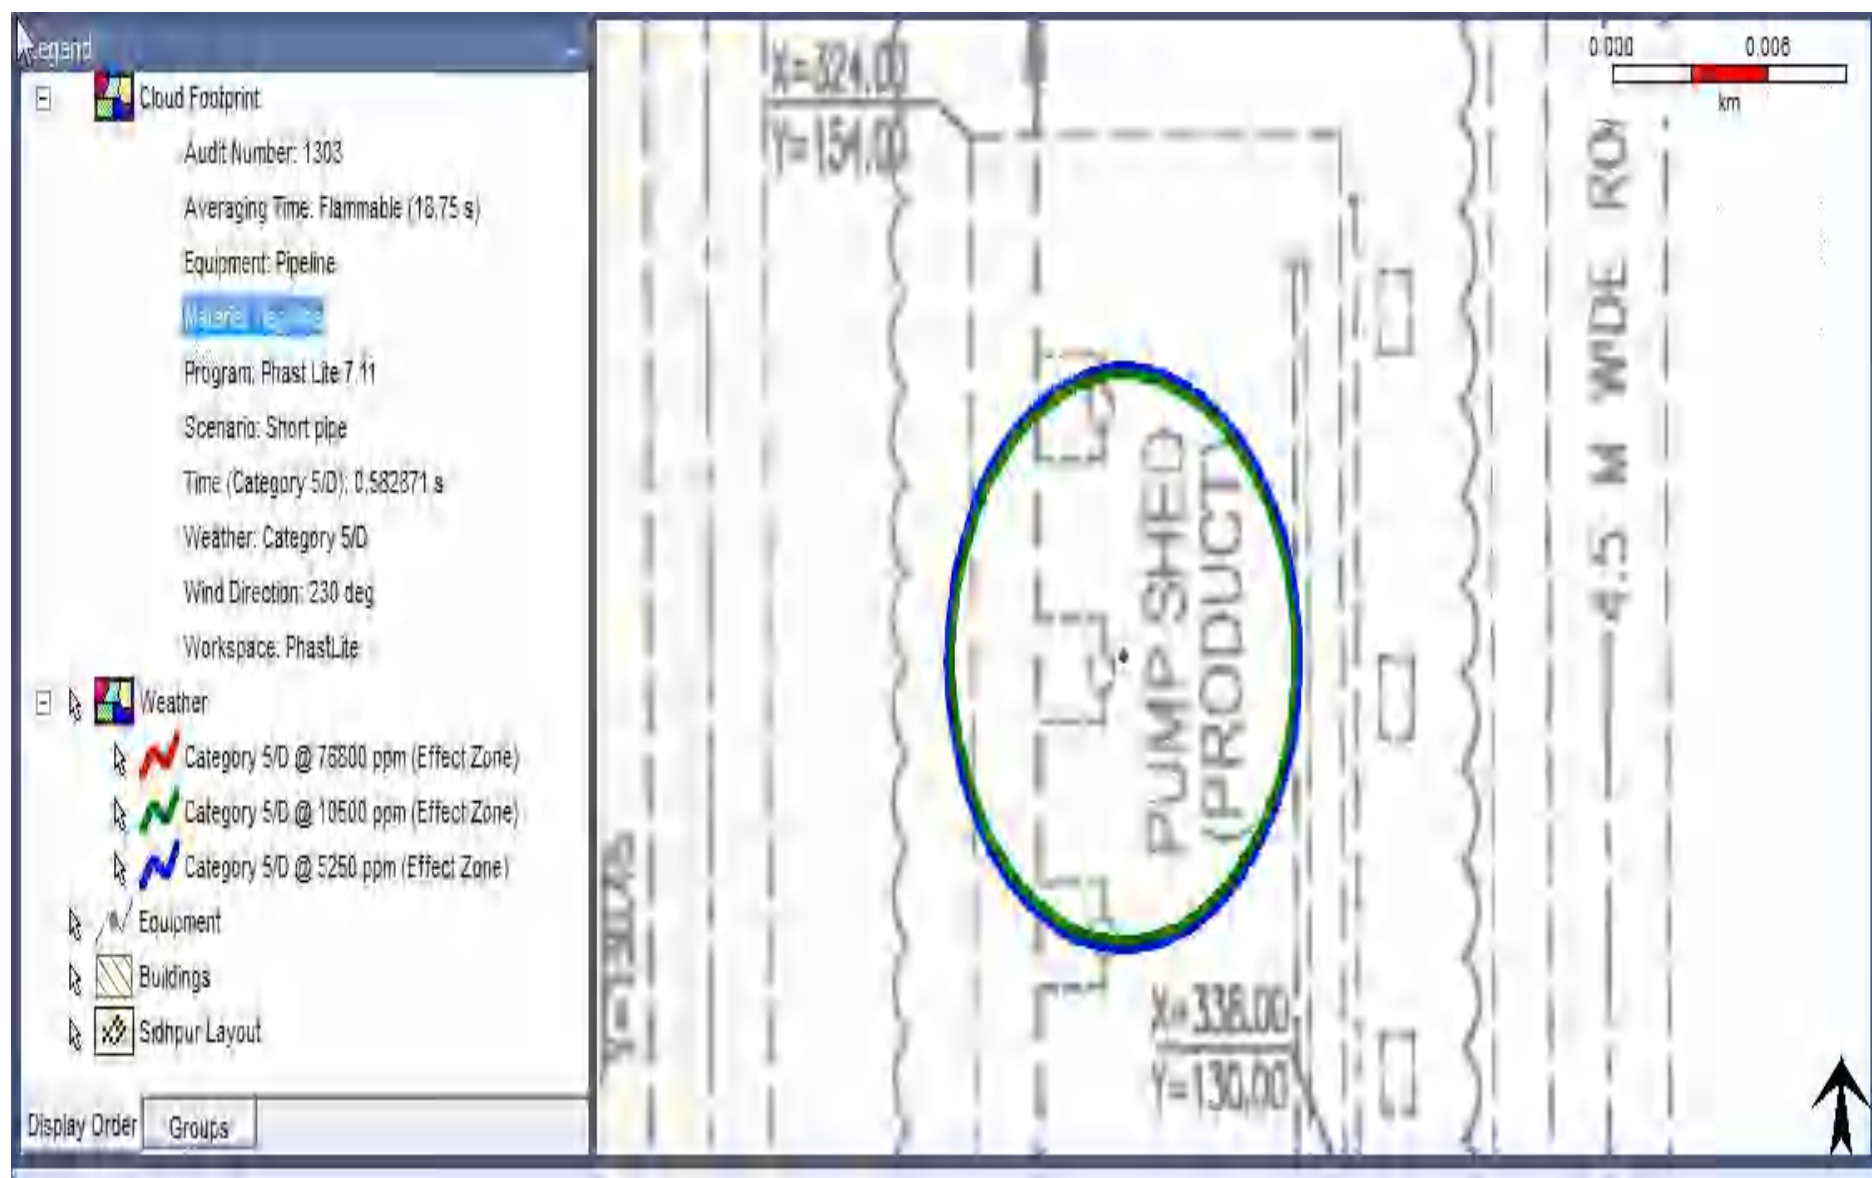 Legend
Cloud Footprint
Audit Number: 1303
Averaging Time: Flammable (18.75 s)
Equipment: Pipeline
Material:
Program: Phast Lite 7.11
Scenario: Short pipe
Time (Category 5/D): 0.582871 s
Weather: Category 5/D
Wind Direction: 230 deg
Workspace: PhastLite
Weather
Category 5/D @ 76800 ppm (Effect Zone)
Category 5/D @ 10500 ppm (Effect Zone)
Category 5/D @ 5250 ppm (Effect Zone)
Equipment
Buildings
Sidhpur Layout
Display Order
Groups
X=324.00
Y=154.00
0.000 0.006
km
PUMP SHED
(PRODUCT)
X=338.00
Y=130.00
4.5 M WIDE